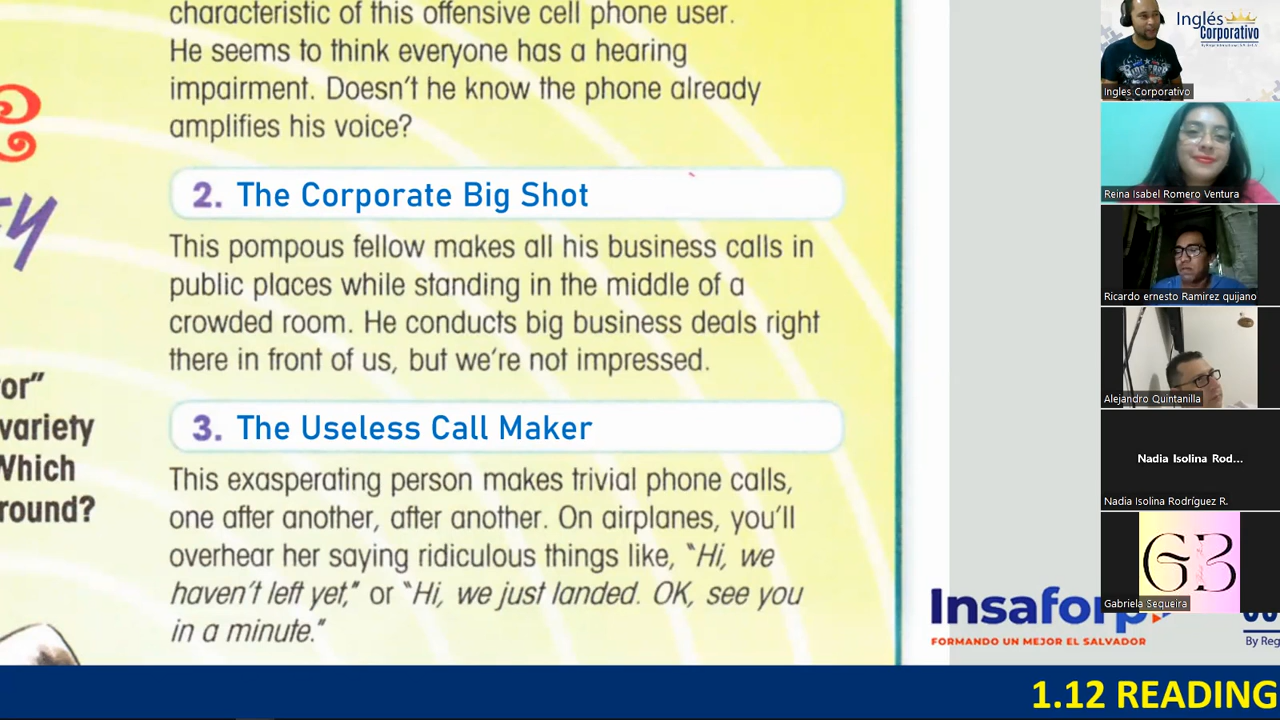 characteristic of this offensive cell phone user.
He seems to think everyone has a hearing
impairment. Doesn't he know the phone already
amplifies his voice?
2. The Corporate Big Shot
This pompous fellow makes all his business calls in
public places while standing in the middle of a
crowded room. He conducts big business deals right
there in front of us, but we're not impressed.
3. The Useless Call Maker
This exasperating person makes trivial phone calls,
one after another, after another. On airplanes, you'll
overhear her saying ridiculous things like, "Hi, we
haven't left yet," or "Hi, we just landed. OK, see you
in a minute."
or"
variety
Which
round?
Insaforp
FORMANDO UN MEJOR EL SALVADOR
By Reg
1.12 READING
Inglés
Corporativo
Ingles Corporativo
Reina Isabel Romero Ventura
Ricardo ernesto Ramirez quijano
Alejandro Quintanilla
Nadia Isolina Rod...
Nadia Isolina Rodríguez R.
GB
Gabriela Sequeira